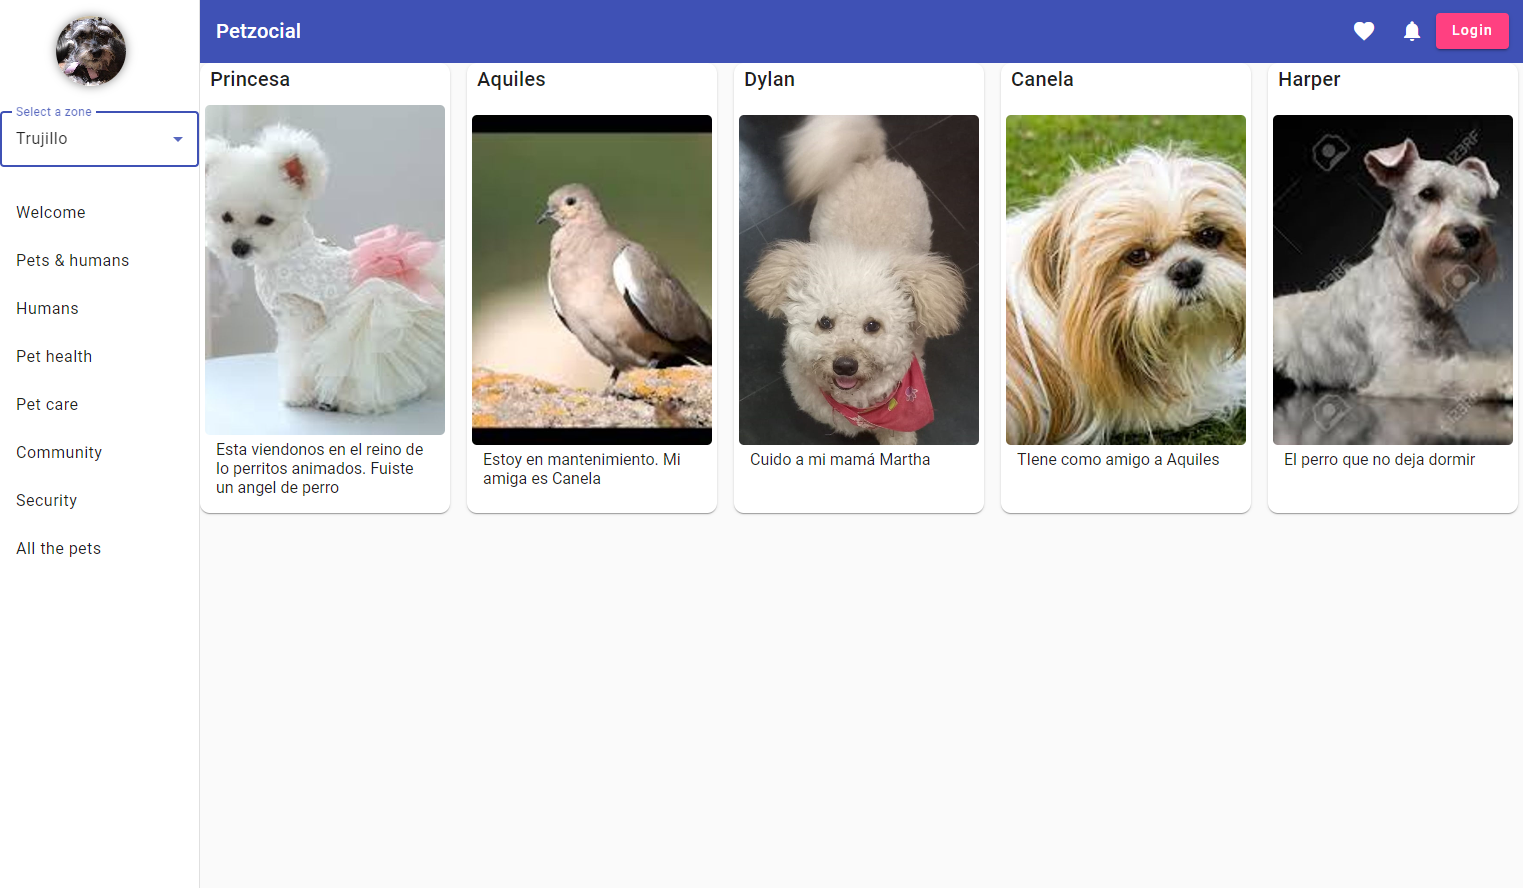 Petzocial
Login
Select a zone
Trujillo
Welcome
Pets & humans
Humans
Pet health
Pet care
Community
Security
All the pets
Princesa
Esta viendonos en el reino de
lo perritos animados. Fuiste
un angel de perro
Aquiles
Estoy en mantenimiento. Mi
amiga es Canela
Dylan
Cuido a mi mamá Martha
Canela
TIene como amigo a Aquiles
Harper
123RF
123RF
123RF
El perro que no deja dormir